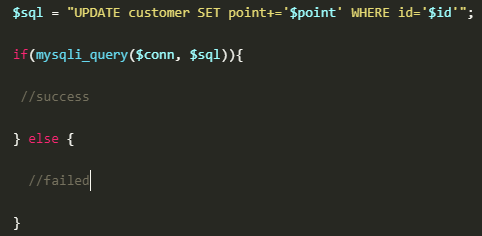 $sql = "UPDATE customer SET point+='$point' WHERE id='$id'";
if(mysqli_query($conn, $sql)){
//success
} else {
//failed
}